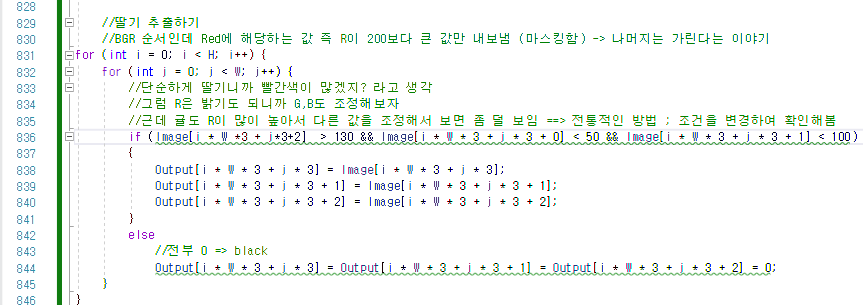 828
829 //딸기 추출하기
830 //BGR 순서인데 Red에 해당하는 값 즉 R이 200보다 큰 값만 내보냄 (마스킹함) -> 나머지는 가린다는 이야기
831 for (int i = 0; i < H; i++) {
832 for (int j = 0; j < W; j++) {
833 //단순하게 딸기니까 빨간색이 많겠지? 라고 생각
834 //그럼 R은 밝기도 되니까 G,B도 조정해보자
835 //근데 귤도 R이 많이 높아서 다른 값을 조정해서 보면 좀 덜 보임 ==> 전통적인 방법 ; 조건을 변경하여 확인해봄
836 if (Image[i * W *3 + j*3+2] > 130 && Image[i * W * 3 + j * 3 + 0] < 50 && Image[i * W * 3 + j * 3 + 1] < 100)
837 {
838 Output[i * W * 3 + j * 3] = Image[i * W * 3 + j * 3];
839 Output[i * W * 3 + j * 3 + 1] = Image[i * W * 3 + j * 3 + 1];
840 Output[i * W * 3 + j * 3 + 2] = Image[i * W * 3 + j * 3 + 2];
841 }
842 else
843 //전부 0 => black
844 Output[i * W * 3 + j * 3] = Output[i * W * 3 + j * 3 + 1] = Output[i * W * 3 + j * 3 + 2] = 0;
845 }
846 }